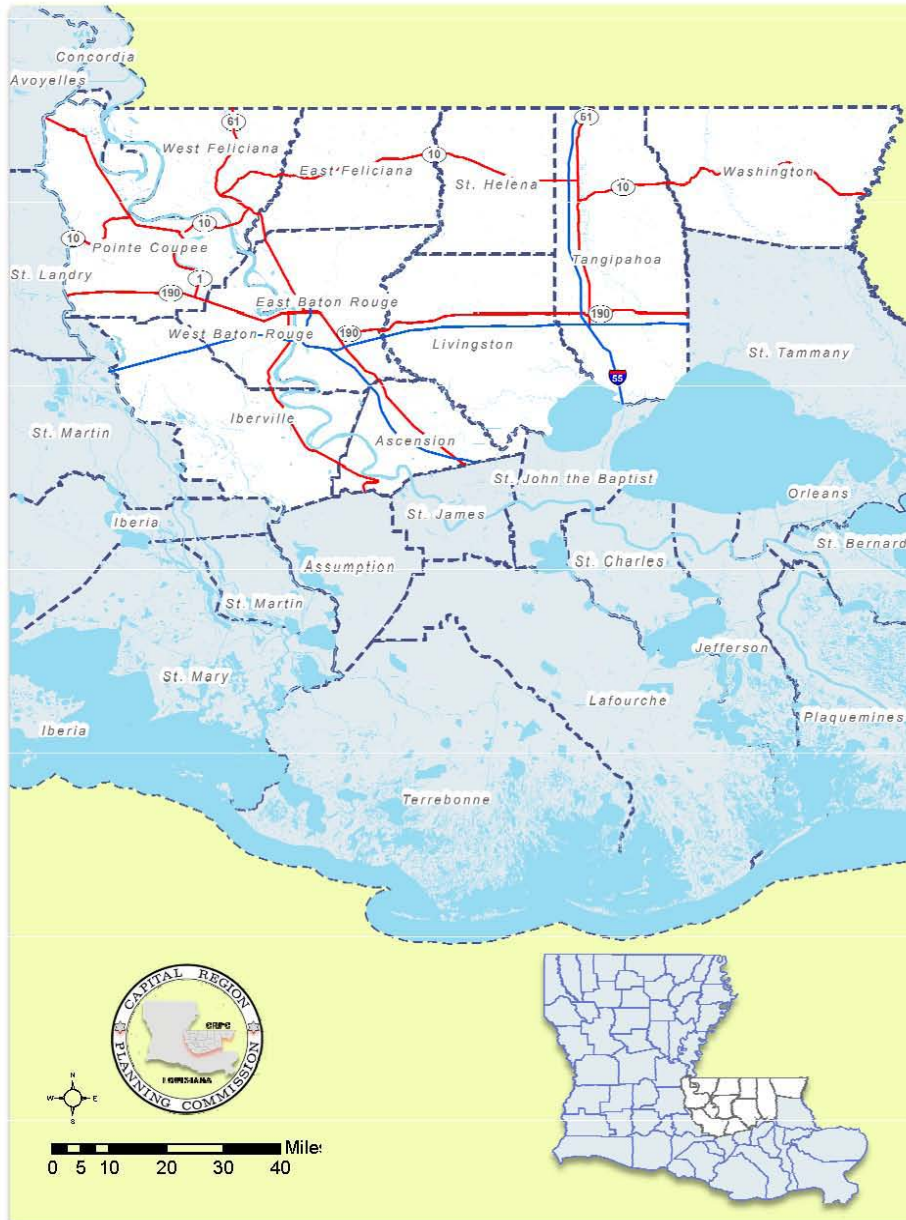 Concordia
Avoyelles
61
61
West Feliciana
10
East Feliciana
St. Helena
10
Washington
10
10
Pointe Coupee
Tangipahoa
St. Landry
1
190
East Baton Rouge
190
West Baton Rouge
190
Livingston
St. Tammany
55
Iberville
St. Martin
Ascension
St. John the Baptist
Orleans
St. James
Iberia
St. Bernard
St. Charles
Assumption
St. Martin
Jefferson
St. Mary
Lafourche
Plaquemines
Iberia
Terrebonne
CAPITAL REGION
CRPC
LOUISIANA
PLANNING COMMISSION
N
W E
S
Miles
0 5 10 20 30 40